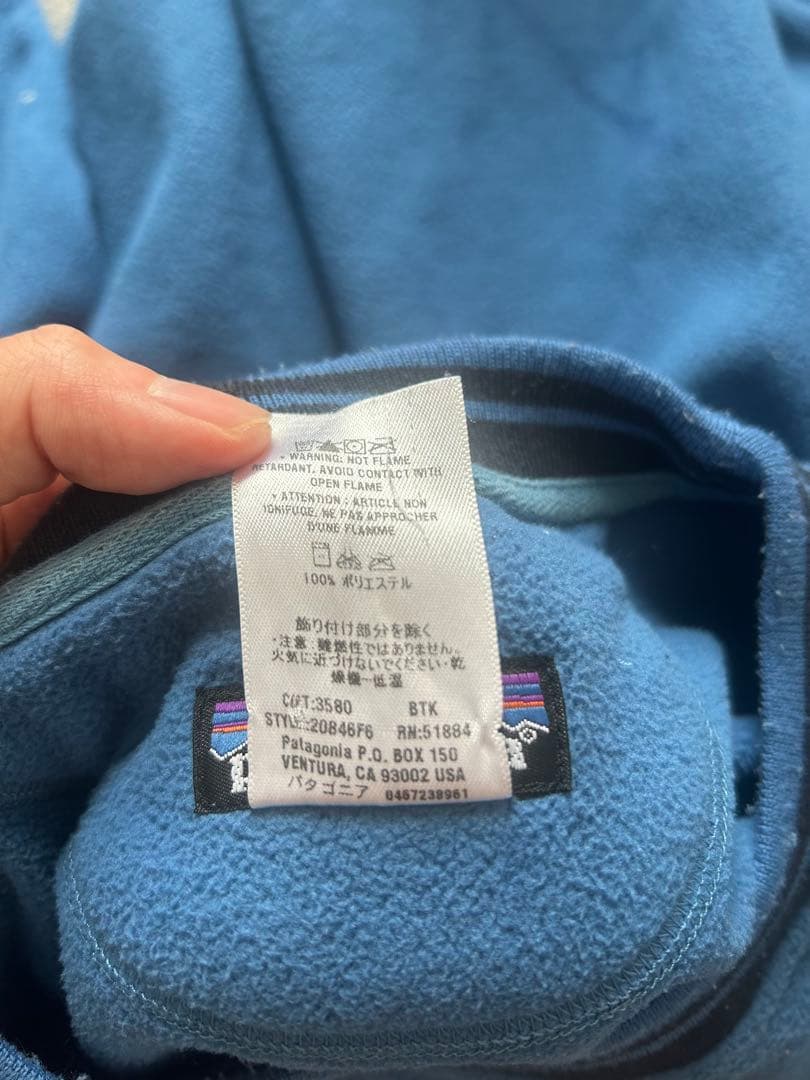 • WARNING: NOT FLAME
RETARDANT. AVOID CONTACT WITH
OPEN FLAME
• ATTENTION : ARTICLE NON
IGNIFUGE. NE PAS APPROCHER
D'UNE FLAMME
100% ポリエステル
飾り付け部分を除く
・注意：難燃性ではありません。
火気に近づけないでください・乾
燥機〜低温
CUT:3580 BTK
STYLE:20846F6 RN:51884
Patagonia P.O. BOX 150
VENTURA, CA 93002 USA
パタゴニア 0467238961